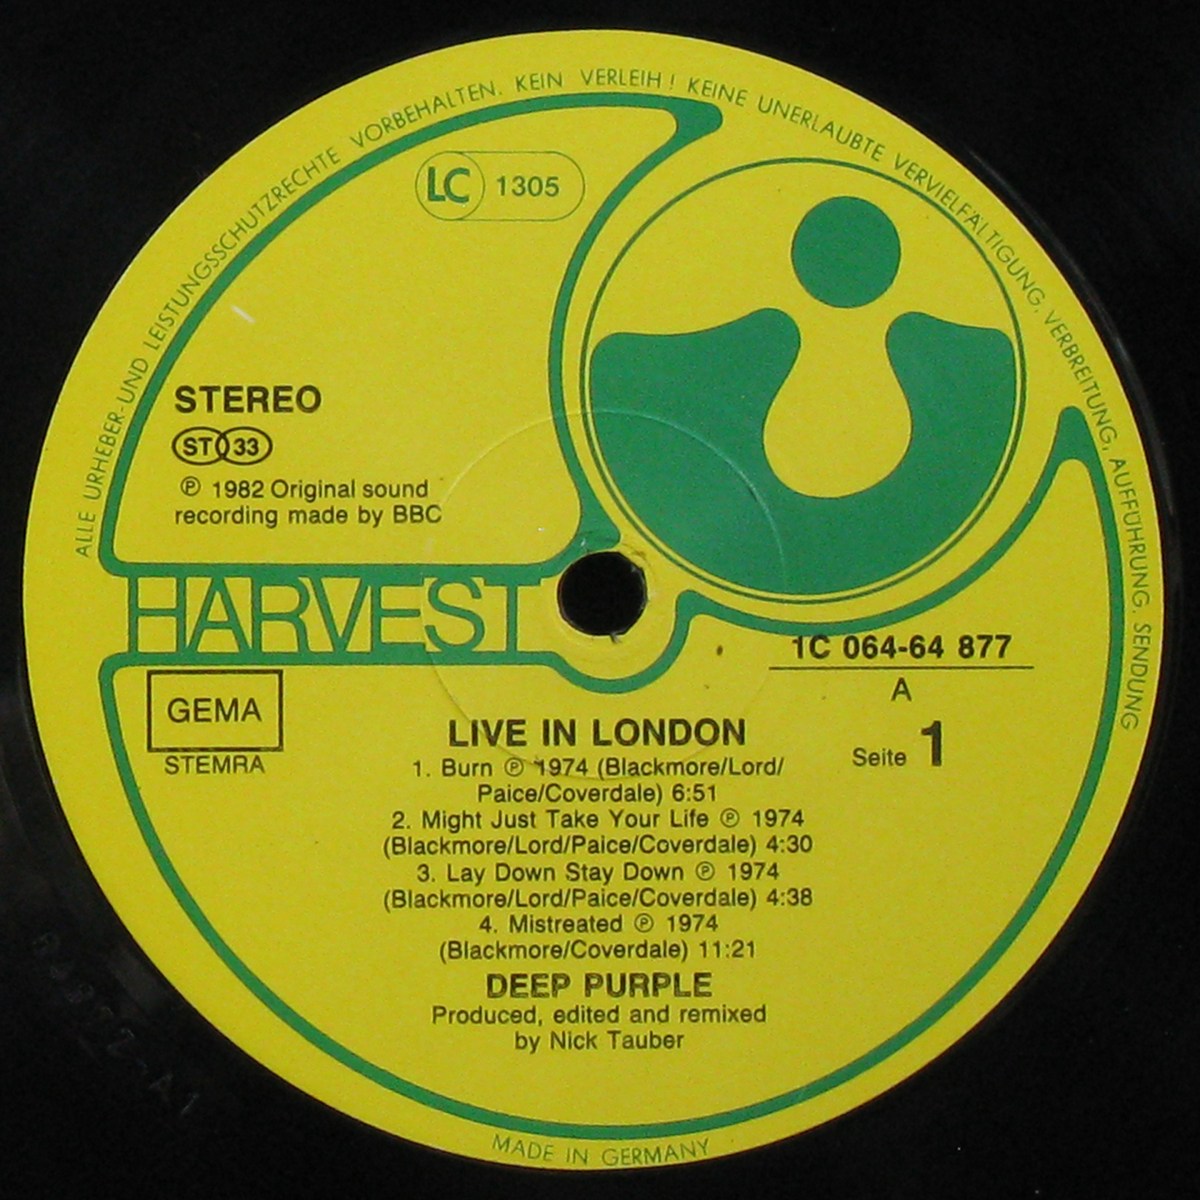 ALLE URHEBER- UND LEISTUNGSSCHUTZRECHTE VORBEHALTEN. KEIN VERLEIH! KEINE UNERLAUBTE VERVIELFÄLTIGUNG, VERBREITUNG, AUFFÜHRUNG, SENDUNG
LC 1305
STEREO
ST 33
℗ 1982 Original sound
recording made by BBC
HARVEST
GEMA
STEMRA
1C 064-64 877
A
Seite 1
LIVE IN LONDON
1. Burn ℗ 1974 (Blackmore/Lord/
Paice/Coverdale) 6:51
2. Might Just Take Your Life ℗ 1974
(Blackmore/Lord/Paice/Coverdale) 4:30
3. Lay Down Stay Down ℗ 1974
(Blackmore/Lord/Paice/Coverdale) 4:38
4. Mistreated ℗ 1974
(Blackmore/Coverdale) 11:21
DEEP PURPLE
Produced, edited and remixed
by Nick Tauber
MADE IN GERMANY